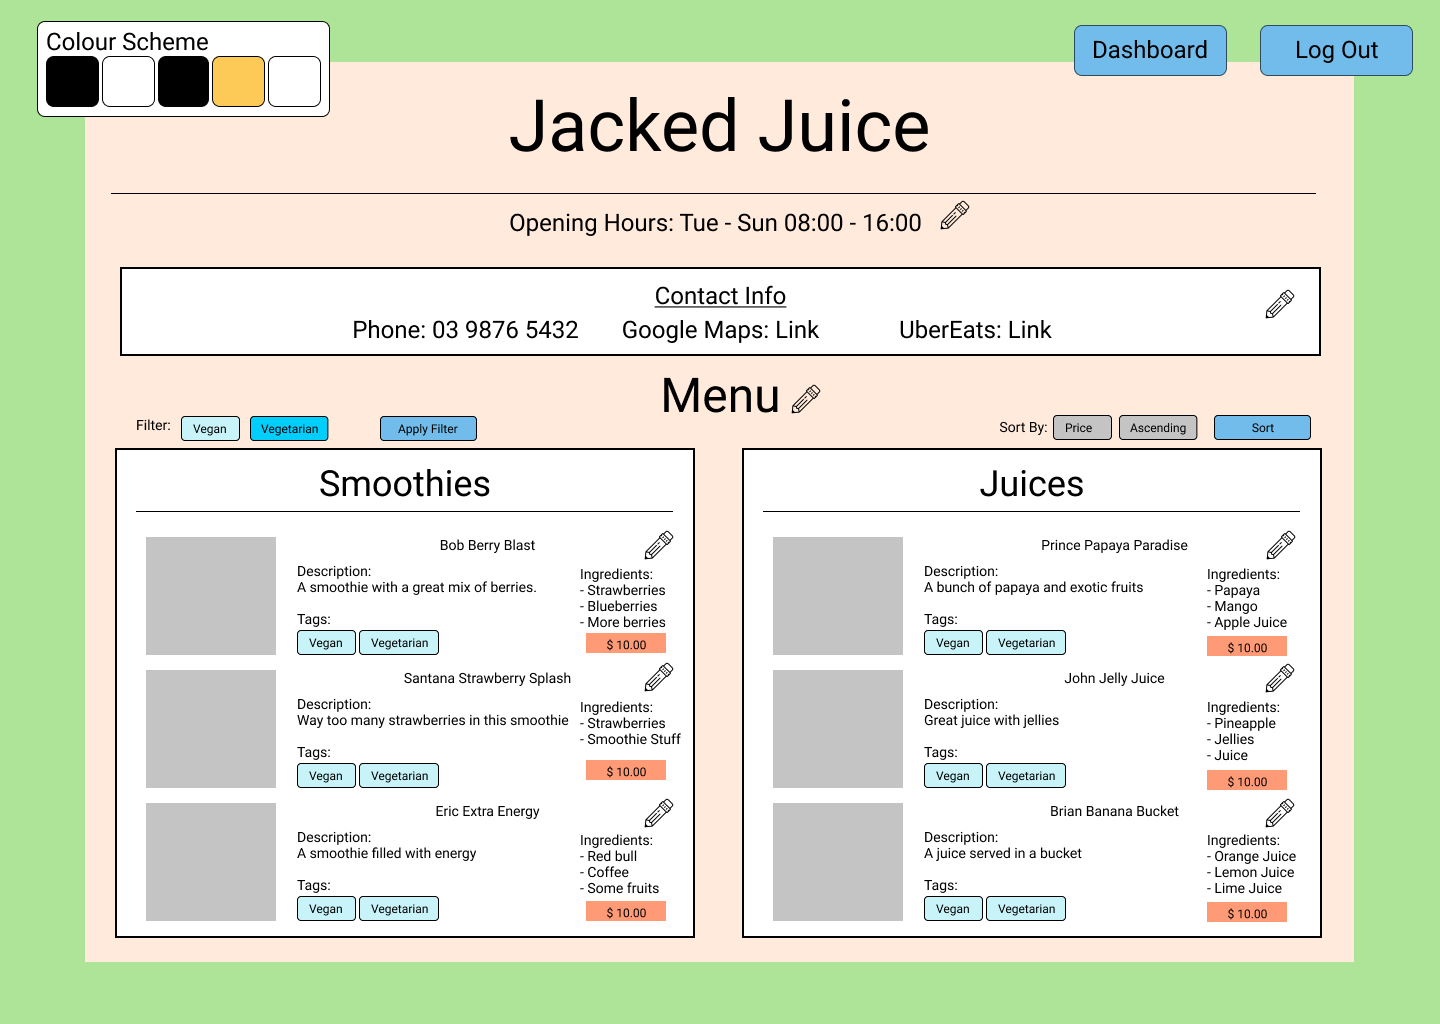 Colour Scheme
Dashboard
Log Out
Jacked Juice
Opening Hours: Tue - Sun 08:00 - 16:00
Contact Info
Phone: 03 9876 5432
Google Maps: Link
UberEats: Link
Menu
Filter:
Vegan
Vegetarian
Apply Filter
Sort By:
Price
Ascending
Sort
Smoothies
Bob Berry Blast
Description:
A smoothie with a great mix of berries.
Tags:
Vegan
Vegetarian
Ingredients:
- Strawberries
- Blueberries
- More berries
$ 10.00
Santana Strawberry Splash
Description:
Way too many strawberries in this smoothie
Tags:
Vegan
Vegetarian
Ingredients:
- Strawberries
- Smoothie Stuff
$ 10.00
Eric Extra Energy
Description:
A smoothie filled with energy
Tags:
Vegan
Vegetarian
Ingredients:
- Red bull
- Coffee
- Some fruits
$ 10.00
Juices
Prince Papaya Paradise
Description:
A bunch of papaya and exotic fruits
Tags:
Vegan
Vegetarian
Ingredients:
- Papaya
- Mango
- Apple Juice
$ 10.00
John Jelly Juice
Description:
Great juice with jellies
Tags:
Vegan
Vegetarian
Ingredients:
- Pineapple
- Jellies
- Juice
$ 10.00
Brian Banana Bucket
Description:
A juice served in a bucket
Tags:
Vegan
Vegetarian
Ingredients:
- Orange Juice
- Lemon Juice
- Lime Juice
$ 10.00